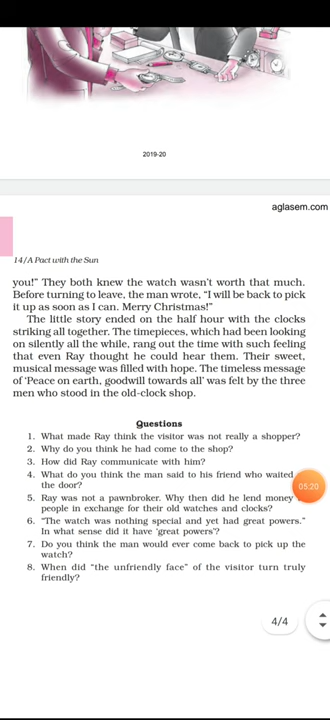 2019-20
aglasem.com
14/A Pact with the Sun
you!” They both knew the watch wasn’t worth that much.
Before turning to leave, the man wrote, “I will be back to pick
it up as soon as I can. Merry Christmas!”
The little story ended on the half hour with the clocks
striking all together. The timepieces, which had been looking
on silently all the while, rang out the time with such feeling
that even Ray thought he could hear them. Their sweet,
musical message was filled with hope. The timeless message
of ‘Peace on earth, goodwill towards all’ was felt by the three
men who stood in the old-clock shop.
Questions
1. What made Ray think the visitor was not really a shopper?
2. Why do you think he had come to the shop?
3. How did Ray communicate with him?
4. What do you think the man said to his friend who waited
the door?
05:20
5. Ray was not a pawnbroker. Why then did he lend money
people in exchange for their old watches and clocks?
6. “The watch was nothing special and yet had great powers.”
In what sense did it have ‘great powers’?
7. Do you think the man would ever come back to pick up the
watch?
8. When did “the unfriendly face” of the visitor turn truly
friendly?
4/4